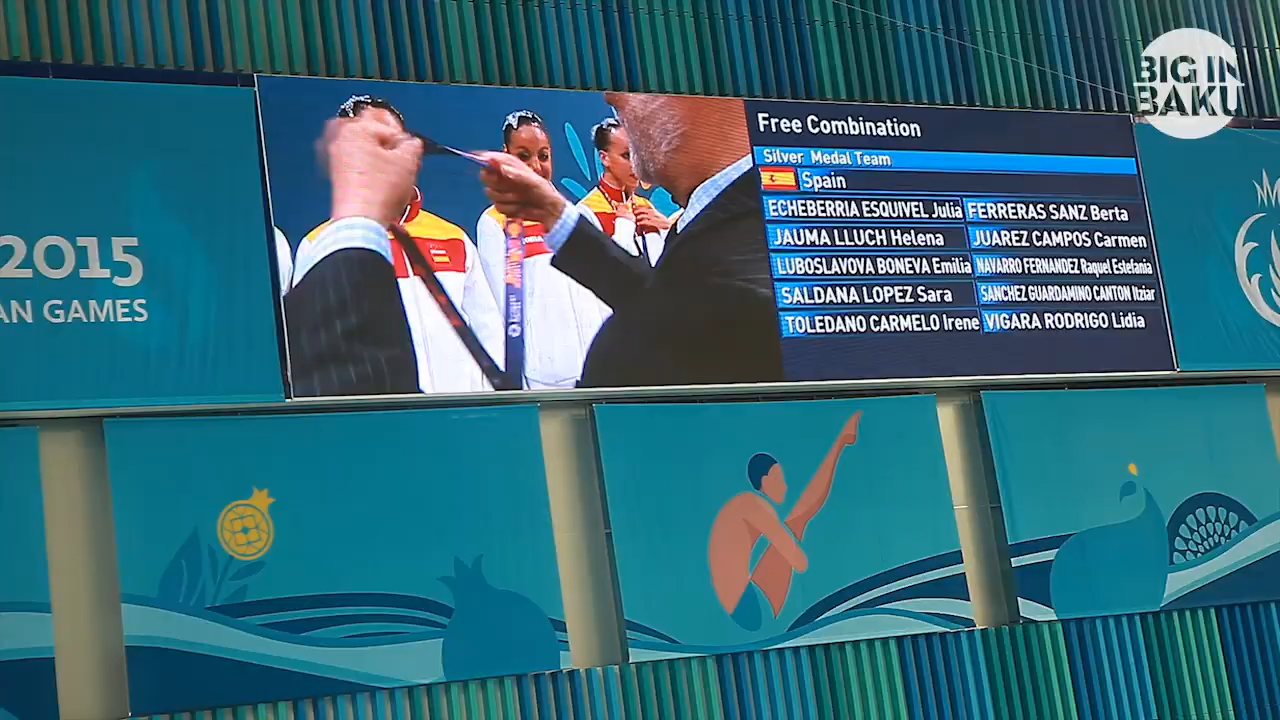 BIG IN
BAKU
Free Combination
Silver Medal Team
Spain
ECHEBERRIA ESQUIVEL Julia FERRERAS SANZ Berta
JAUMA LLUCH Helena JUAREZ CAMPOS Carmen
LUBOSLAVOVA BONEVA Emilia NAVARRO FERNANDEZ Raquel Estefania
SALDANA LOPEZ Sara SANCHEZ GUARDAMINO CANTON Itziar
TOLEDANO CARMELO Irene VIGARA RODRIGO Lidia
2015
AN GAMES